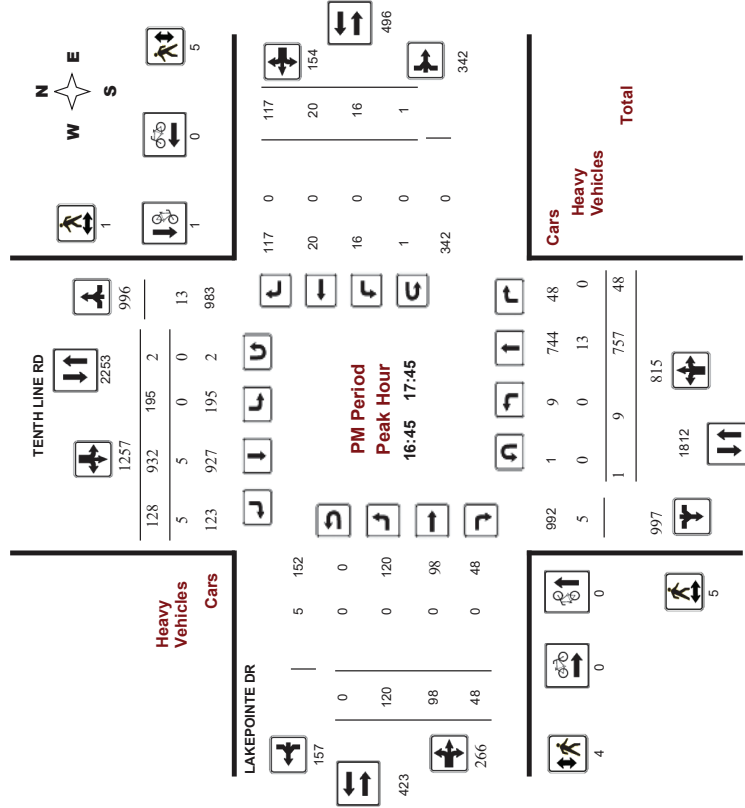 N
W E
S
5
0
1
1
TENTH LINE RD
2253
996
1257
128 932 195 2
5 5 0 0 13
123 927 195 2 983
Heavy
Vehicles
Cars
496
154
342
117 0 117
20 0 20
16 0 16
1 0 1
342 0
PM Period
Peak Hour
16:45 17:45
LAKEPOINTE DR
157
423
266
5 152
0 0 0
120 0 120
98 0 98
48 0 48
Cars
Heavy
Vehicles
Total
992 1 9 744 48
5 0 0 13 0
1 9 757 48
997
815
1812
0
0
4
5